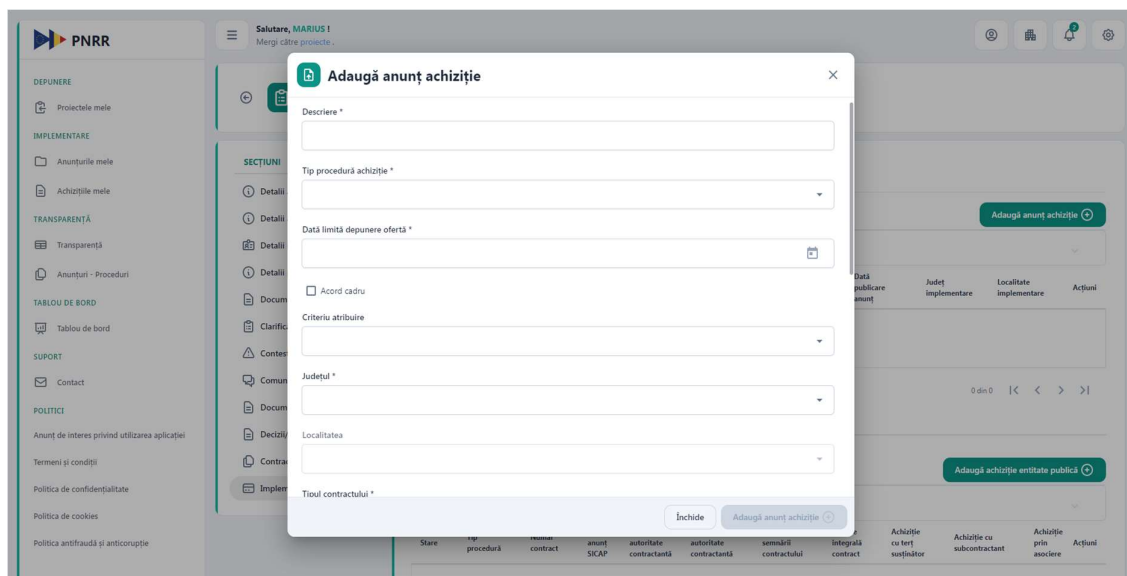 PNRR
Salutare, MARIUS !
Mergi către proiecte .
2
DEPUNERE
Proiectele mele
IMPLEMENTARE
Anunțurile mele
Achizițiile mele
TRANSPARENȚĂ
Transparență
Anunțuri - Proceduri
TABLOU DE BORD
Tablou de bord
SUPORT
Contact
POLITICI
Anunț de interes privind utilizarea aplicației
Termeni și condiții
Politica de confidențialitate
Politica de cookies
Politica antifraudă și anticorupție
SECȚIUNI
Detalii
Detalii
Detalii
Detalii
Docum
Clarific
Contes
Comun
Docum
Decizii/
Contra
Implem
Adaugă anunț achiziție
Descriere *
Tip procedură achiziție *
Dată limită depunere ofertă *
Acord cadru
Criteriu atribuire
Județul *
Localitatea
Tipul contractului *
Închide
Adaugă anunț achiziție
Adaugă anunț achiziție
Dată
publicare
anunț
Județ
implementare
Localitate
implementare
Acțiuni
0 din 0
Adaugă achiziție entitate publică
Stare
Tip
procedură
Număr
contract
anunț
SICAP
autoritate
contractantă
autoritate
contractantă
semnării
contractului
integrală
contract
Achiziție
cu terț
susținător
Achiziție cu
subcontractant
Achiziție
prin
asociere
Acțiuni